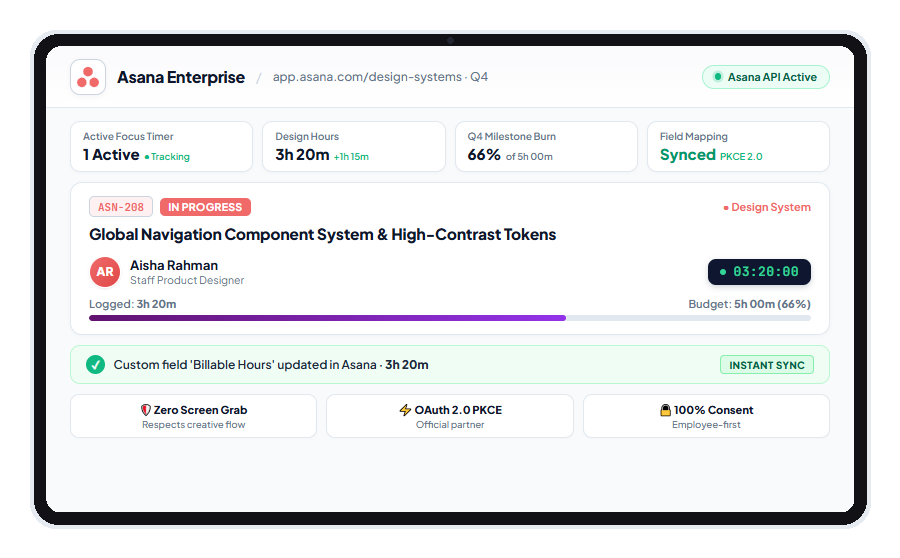 Asana Enterprise / app.asana.com/design-systems · Q4
Asana API Active
Active Focus Timer
1 Active Tracking
Design Hours
3h 20m +1h 15m
Q4 Milestone Burn
66% of 5h 00m
Field Mapping
Synced PKCE 2.0
ASN-208 IN PROGRESS
Design System
Global Navigation Component System & High-Contrast Tokens
AR
Aisha Rahman
Staff Product Designer
03:20:00
Logged: 3h 20m
Budget: 5h 00m (66%)
Custom field 'Billable Hours' updated in Asana · 3h 20m
INSTANT SYNC
Zero Screen Grab
Respects creative flow
OAuth 2.0 PKCE
Official partner
100% Consent
Employee-first